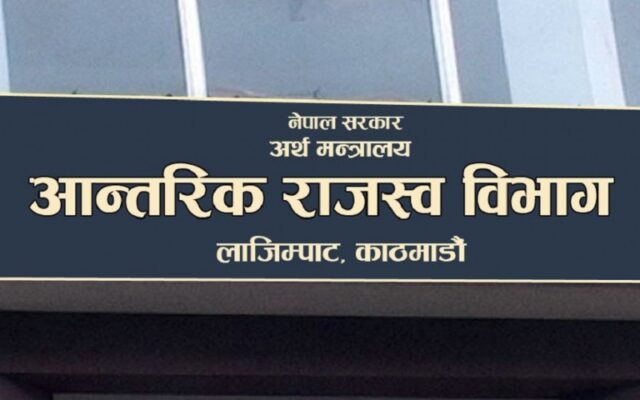 नेपाल सरकार
अर्थ मन्त्रालय
आन्तरिक राजस्व विभाग
लाजिम्पाट, काठमाडौं